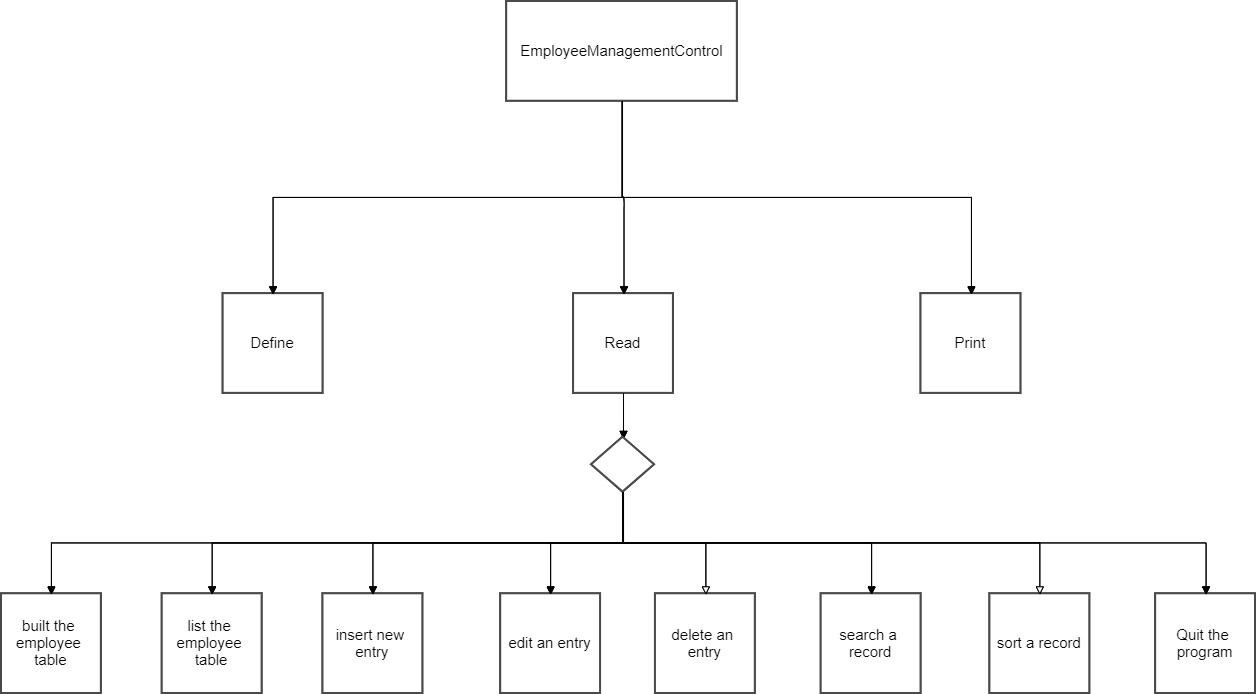 EmployeeManagementControl
Define
Read
Print
built the
employee
table
list the
employee
table
insert new
entry
edit an entry
delete an
entry
search a
record
sort a record
Quit the
program